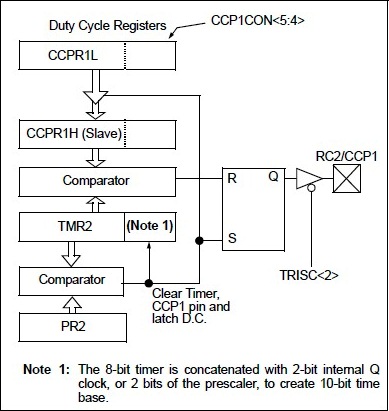 Duty Cycle Registers
CCP1CON<5:4>
CCPR1L
CCPR1H (Slave)
Comparator
R
Q
RC2/CCP1
TMR2
(Note 1)
S
TRISC<2>
Comparator
Clear Timer,
CCP1 pin and
latch D.C.
PR2
Note 1: The 8-bit timer is concatenated with 2-bit internal Q
clock, or 2 bits of the prescaler, to create 10-bit time
base.